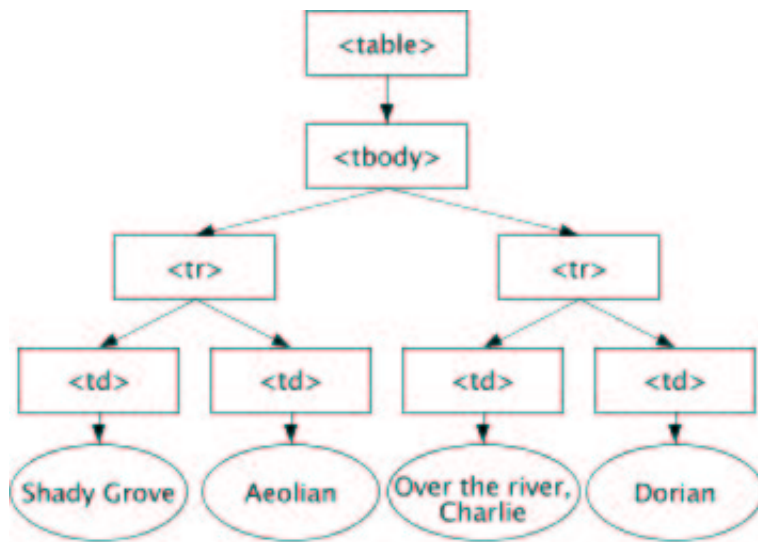 <table>
<tbody>
<tr>
<tr>
<td>
<td>
<td>
<td>
Shady Grove
Aeolian
Over the river,
Charlie
Dorian